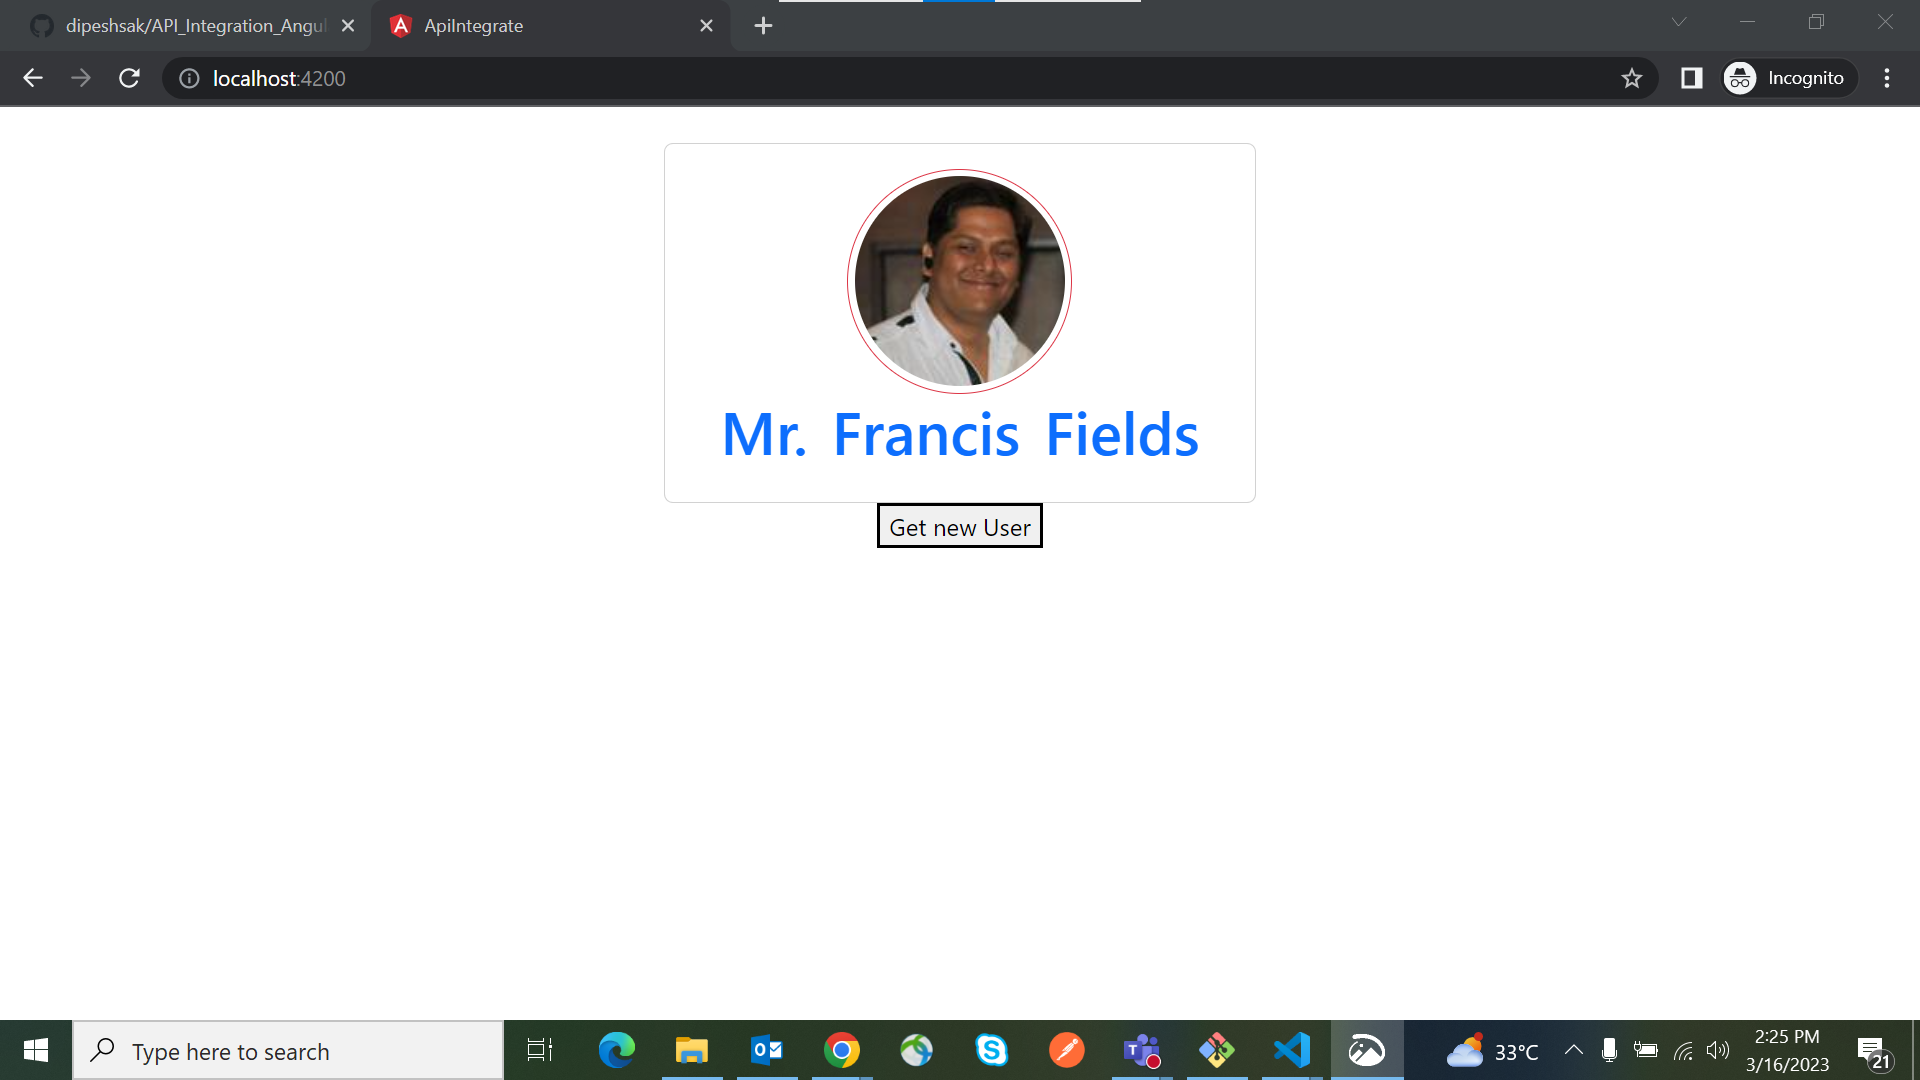 dipeshsak/API_Integration_Angul
ApiIntegrate
localhost:4200
Incognito
Mr. Francis Fields
Get new User
Type here to search
33°C
2:25 PM
3/16/2023
21